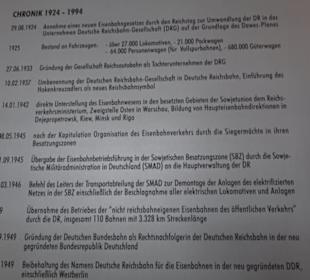 CHRONIK 1924 - 1994
29.08.1924 Annahme eines neuen Eisenbahngesetzes durch den Reichstag zur Umwandlung der DR in das
Unternehmen Deutsche Reichsbahn-Gesellschaft (DRG) auf der Grundlage des Dawes-Planes
1925 Bestand an Fahrzeugen: - über 27.000 Lokomotiven, - 21.000 Packwagen
- 64.000 Personenwagen (für Vollspurbahnen), - 680.000 Güterwagen
27.06.1933 Gründung der Gesellschaft Reichsautobahn als Tochterunternehmen der DRG
10.02.1937 Umbenennung der Deutschen Reichsbahn-Gesellschaft in Deutsche Reichsbahn, Einführung des
Hakenkreuzadlers als neues Reichsbahnsymbol
14.01.1942 direkte Unterstellung des Eisenbahnwesens in den besetzten Gebieten der Sowjetunion dem Reichs-
verkehrsministerium, Zweigstelle Osten in Warschau, Bildung von Haupteisenbahndirektionen in
Dnjepropetrowsk, Kiew, Minsk und Riga
08.05.1945 nach der Kapitulation Organisation des Eisenbahnverkehrs durch die Siegermächte in ihren
Besatzungszonen
.09.1945 Übergabe der Eisenbahnbetriebsführung in der Sowjetischen Besatzungszone (SBZ) durch die Sowje-
tische Militäradministration in Deutschland (SMAD) an die Hauptverwaltung der DR
.03.1946 Befehl des Leiters der Transportabteilung der SMAD zur Demontage der Anlagen des elektrifizierten
Netzes in der SBZ einschließlich der Beschlagnahme aller elektrischen Lokomotiven und Anlagen
9 Übernahme des Betriebes der "nicht reichsbahneigenen Eisenbahnen des öffentlichen Verkehrs"
durch die DR, insgesamt 110 Bahnen mit 3.328 km Streckenlänge
.9.1949 Gründung der Deutschen Bundesbahn als Rechtsnachfolgerin der Deutschen Reichsbahn in der neu
gegründeten Bundesrepublik Deutschland
1949 Beibehaltung des Namens Deutsche Reichsbahn für die Eisenbahnen in der neu gegründeten DDR,
einschließlich Westberlin